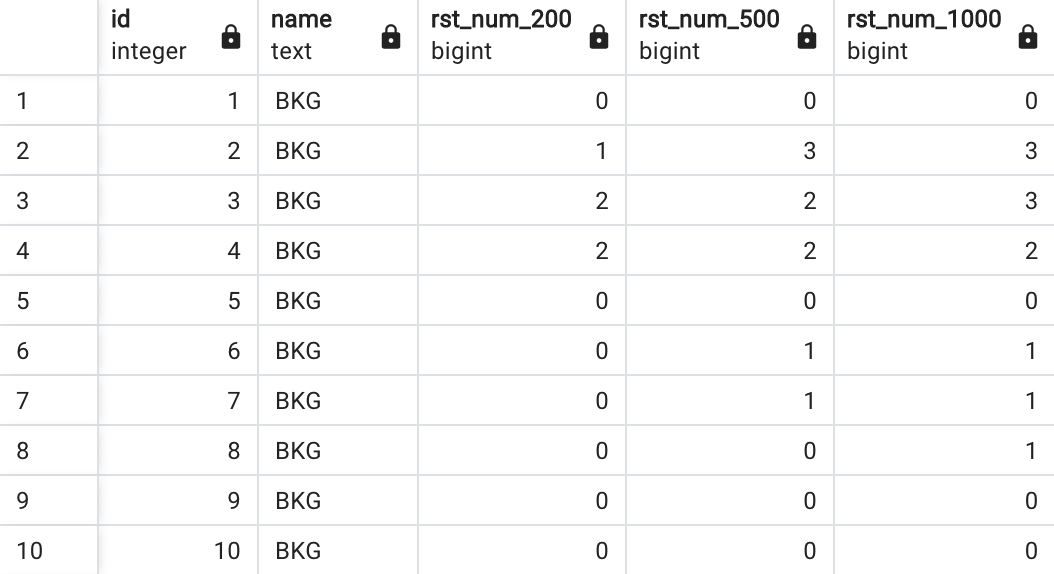 id name rst_num_200 rst_num_500 rst_num_1000
integer text bigint bigint bigint
1 1 BKG 0 0 0
2 2 BKG 1 3 3
3 3 BKG 2 2 3
4 4 BKG 2 2 2
5 5 BKG 0 0 0
6 6 BKG 0 1 1
7 7 BKG 0 1 1
8 8 BKG 0 0 1
9 9 BKG 0 0 0
10 10 BKG 0 0 0